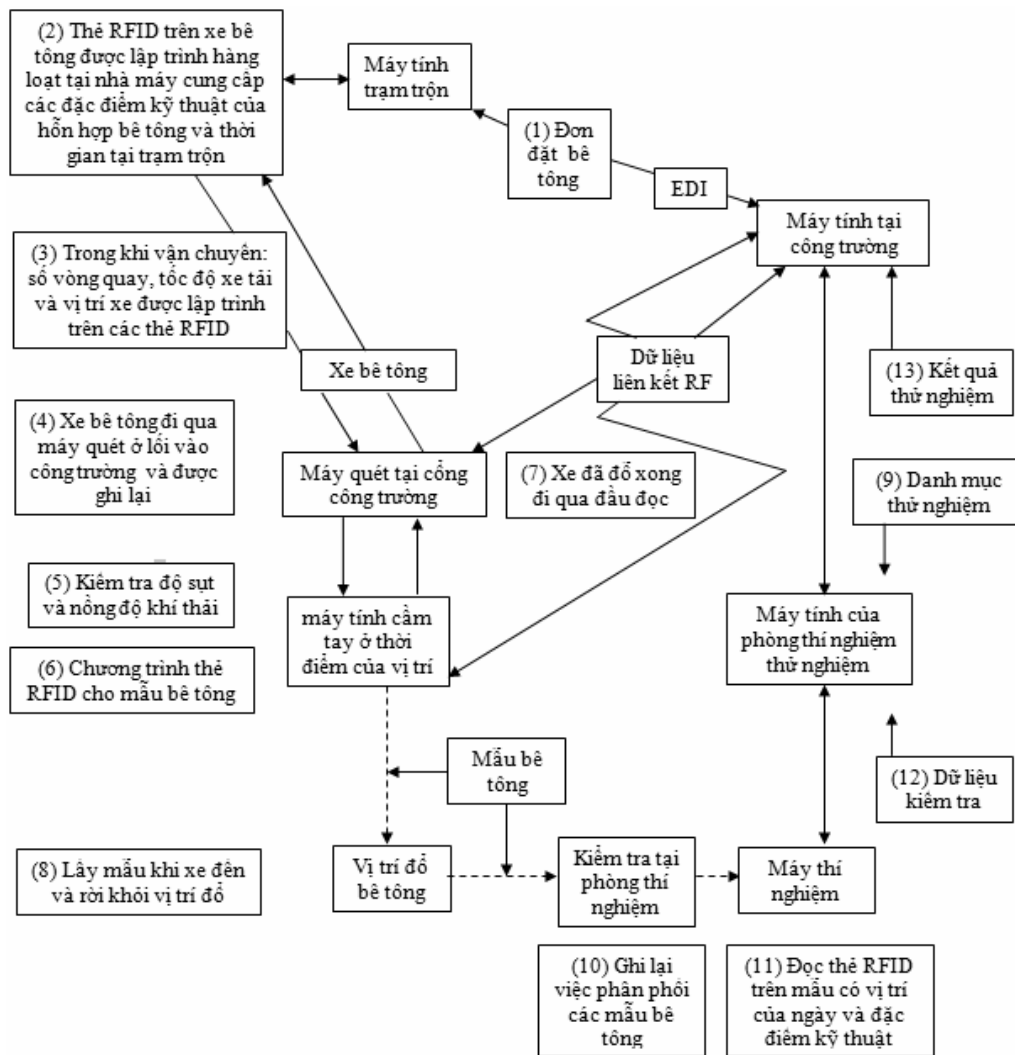 (2) Thẻ RFID trên xe bê
tông được lập trình hàng
loạt tại nhà máy cung cấp
các đặc điểm kỹ thuật của
hỗn hợp bê tông và thời
gian tại trạm trộn
Máy tính
trạm trộn
(1) Đơn
đặt bê
tông
EDI
Máy tính tại
công trường
(3) Trong khi vận chuyển:
số vòng quay, tốc độ xe tải
và vị trí xe được lập trình
trên các thẻ RFID
Xe bê tông
Dữ liệu
liên kết RF
(13) Kết quả
thử nghiệm
(4) Xe bê tông đi qua
máy quét ở lối vào
công trường và được
ghi lại
Máy quét tại cổng
công trường
(7) Xe đã đổ xong
đi qua đầu đọc
(9) Danh mục
thử nghiệm
(5) Kiểm tra độ sụt
và nồng độ khí thải
máy tính cầm
tay ở thời
điểm của vị trí
Máy tính của
phòng thí nghiệm
thử nghiệm
(6) Chương trình thẻ
RFID cho mẫu bê tông
Mẫu bê
tông
(12) Dữ liệu
kiểm tra
(8) Lấy mẫu khi xe đến
và rời khỏi vị trí đổ
Vị trí đổ
bê tông
Kiểm tra tại
phòng thí
nghiệm
Máy thí
nghiệm
(10) Ghi lại
việc phân phối
các mẫu bê
tông
(11) Đọc thẻ RFID
trên mẫu có vị trí
của ngày và đặc
điểm kỹ thuật